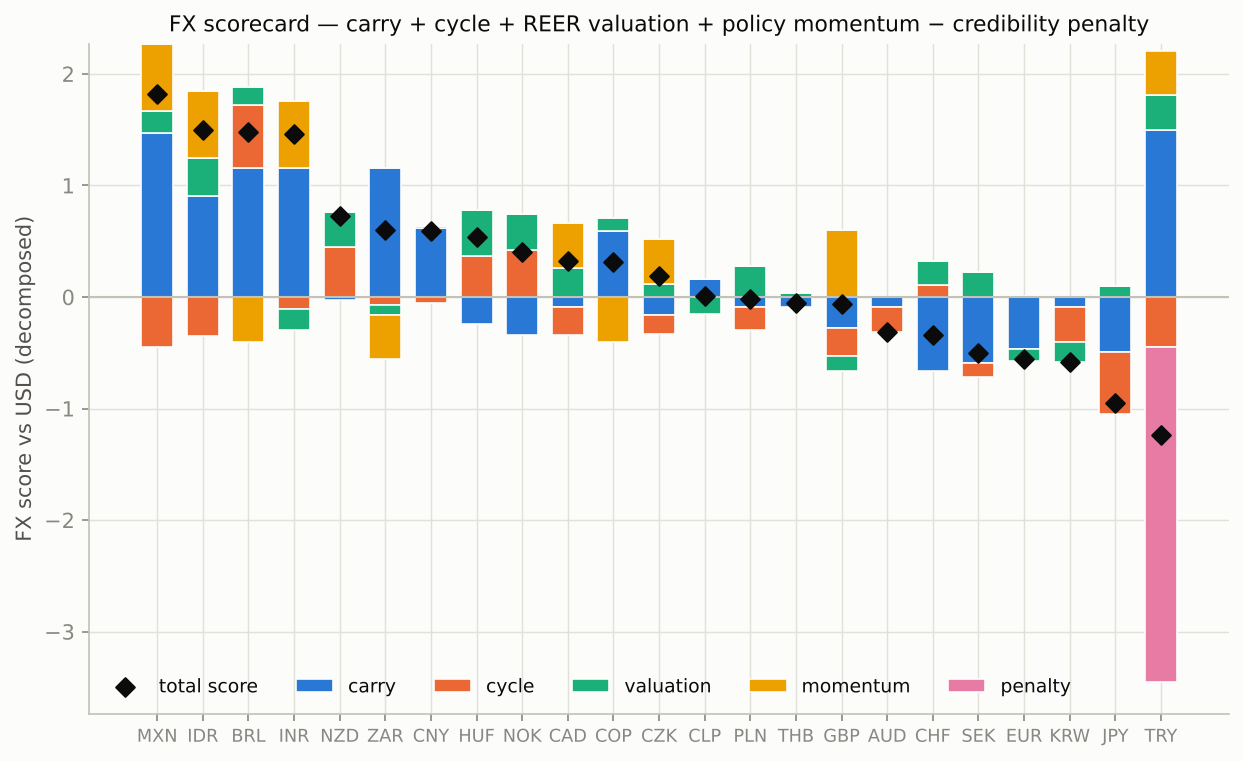 FX scorecard — carry + cycle + REER valuation + policy momentum − credibility penalty
FX score vs USD (decomposed)
2
1
0
−1
−2
−3
total score carry cycle valuation momentum penalty
MXN IDR BRL INR NZD ZAR CNY HUF NOK CAD COP CZK CLP PLN THB GBP AUD CHF SEK EUR KRW JPY TRY